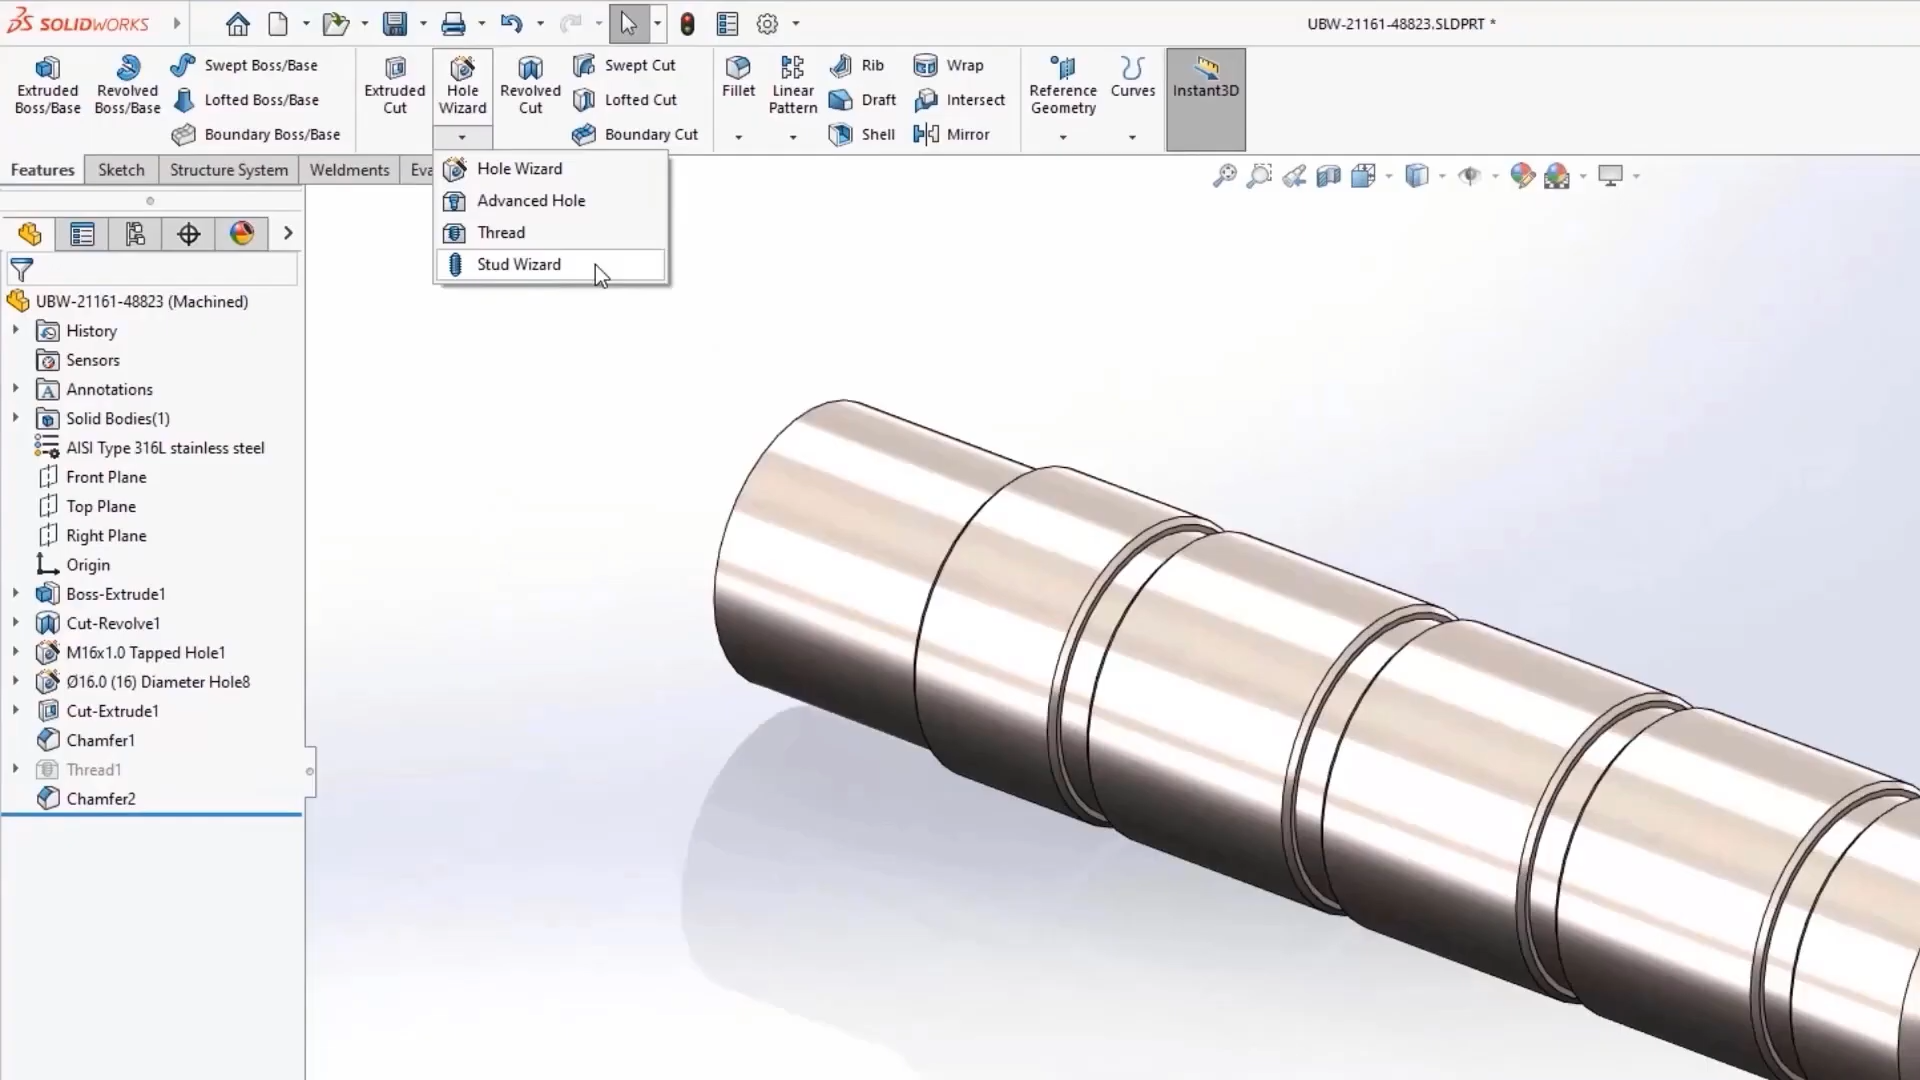 SOLIDWORKS
UBW-21161-48823.SLDPRT *
Extruded Boss/Base
Revolved Boss/Base
Swept Boss/Base
Lofted Boss/Base
Boundary Boss/Base
Extruded Cut
Hole Wizard
Revolved Cut
Swept Cut
Lofted Cut
Boundary Cut
Fillet
Linear Pattern
Rib
Draft
Shell
Wrap
Intersect
Mirror
Reference Geometry
Curves
Instant3D
Features
Sketch
Structure System
Weldments
Eva
Hole Wizard
Advanced Hole
Thread
Stud Wizard
UBW-21161-48823 (Machined)
History
Sensors
Annotations
Solid Bodies(1)
AISI Type 316L stainless steel
Front Plane
Top Plane
Right Plane
Origin
Boss-Extrude1
Cut-Revolve1
M16x1.0 Tapped Hole1
Ø16.0 (16) Diameter Hole8
Cut-Extrude1
Chamfer1
Thread1
Chamfer2